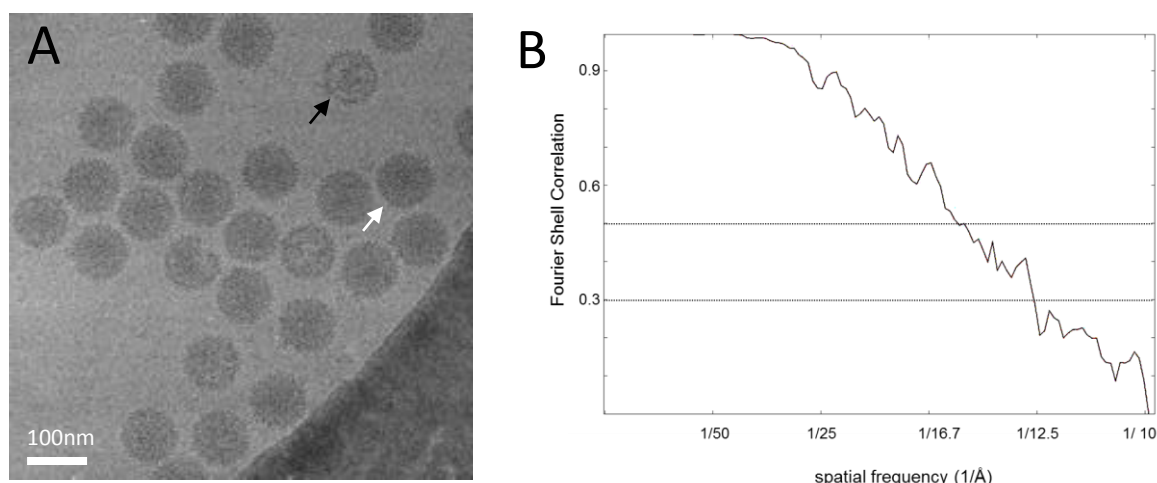 A
100nm
B
Fourier Shell Correlation
0.9
0.6
0.3
1/50
1/25
1/16.7
1/12.5
1/ 10
spatial frequency (1/Å)